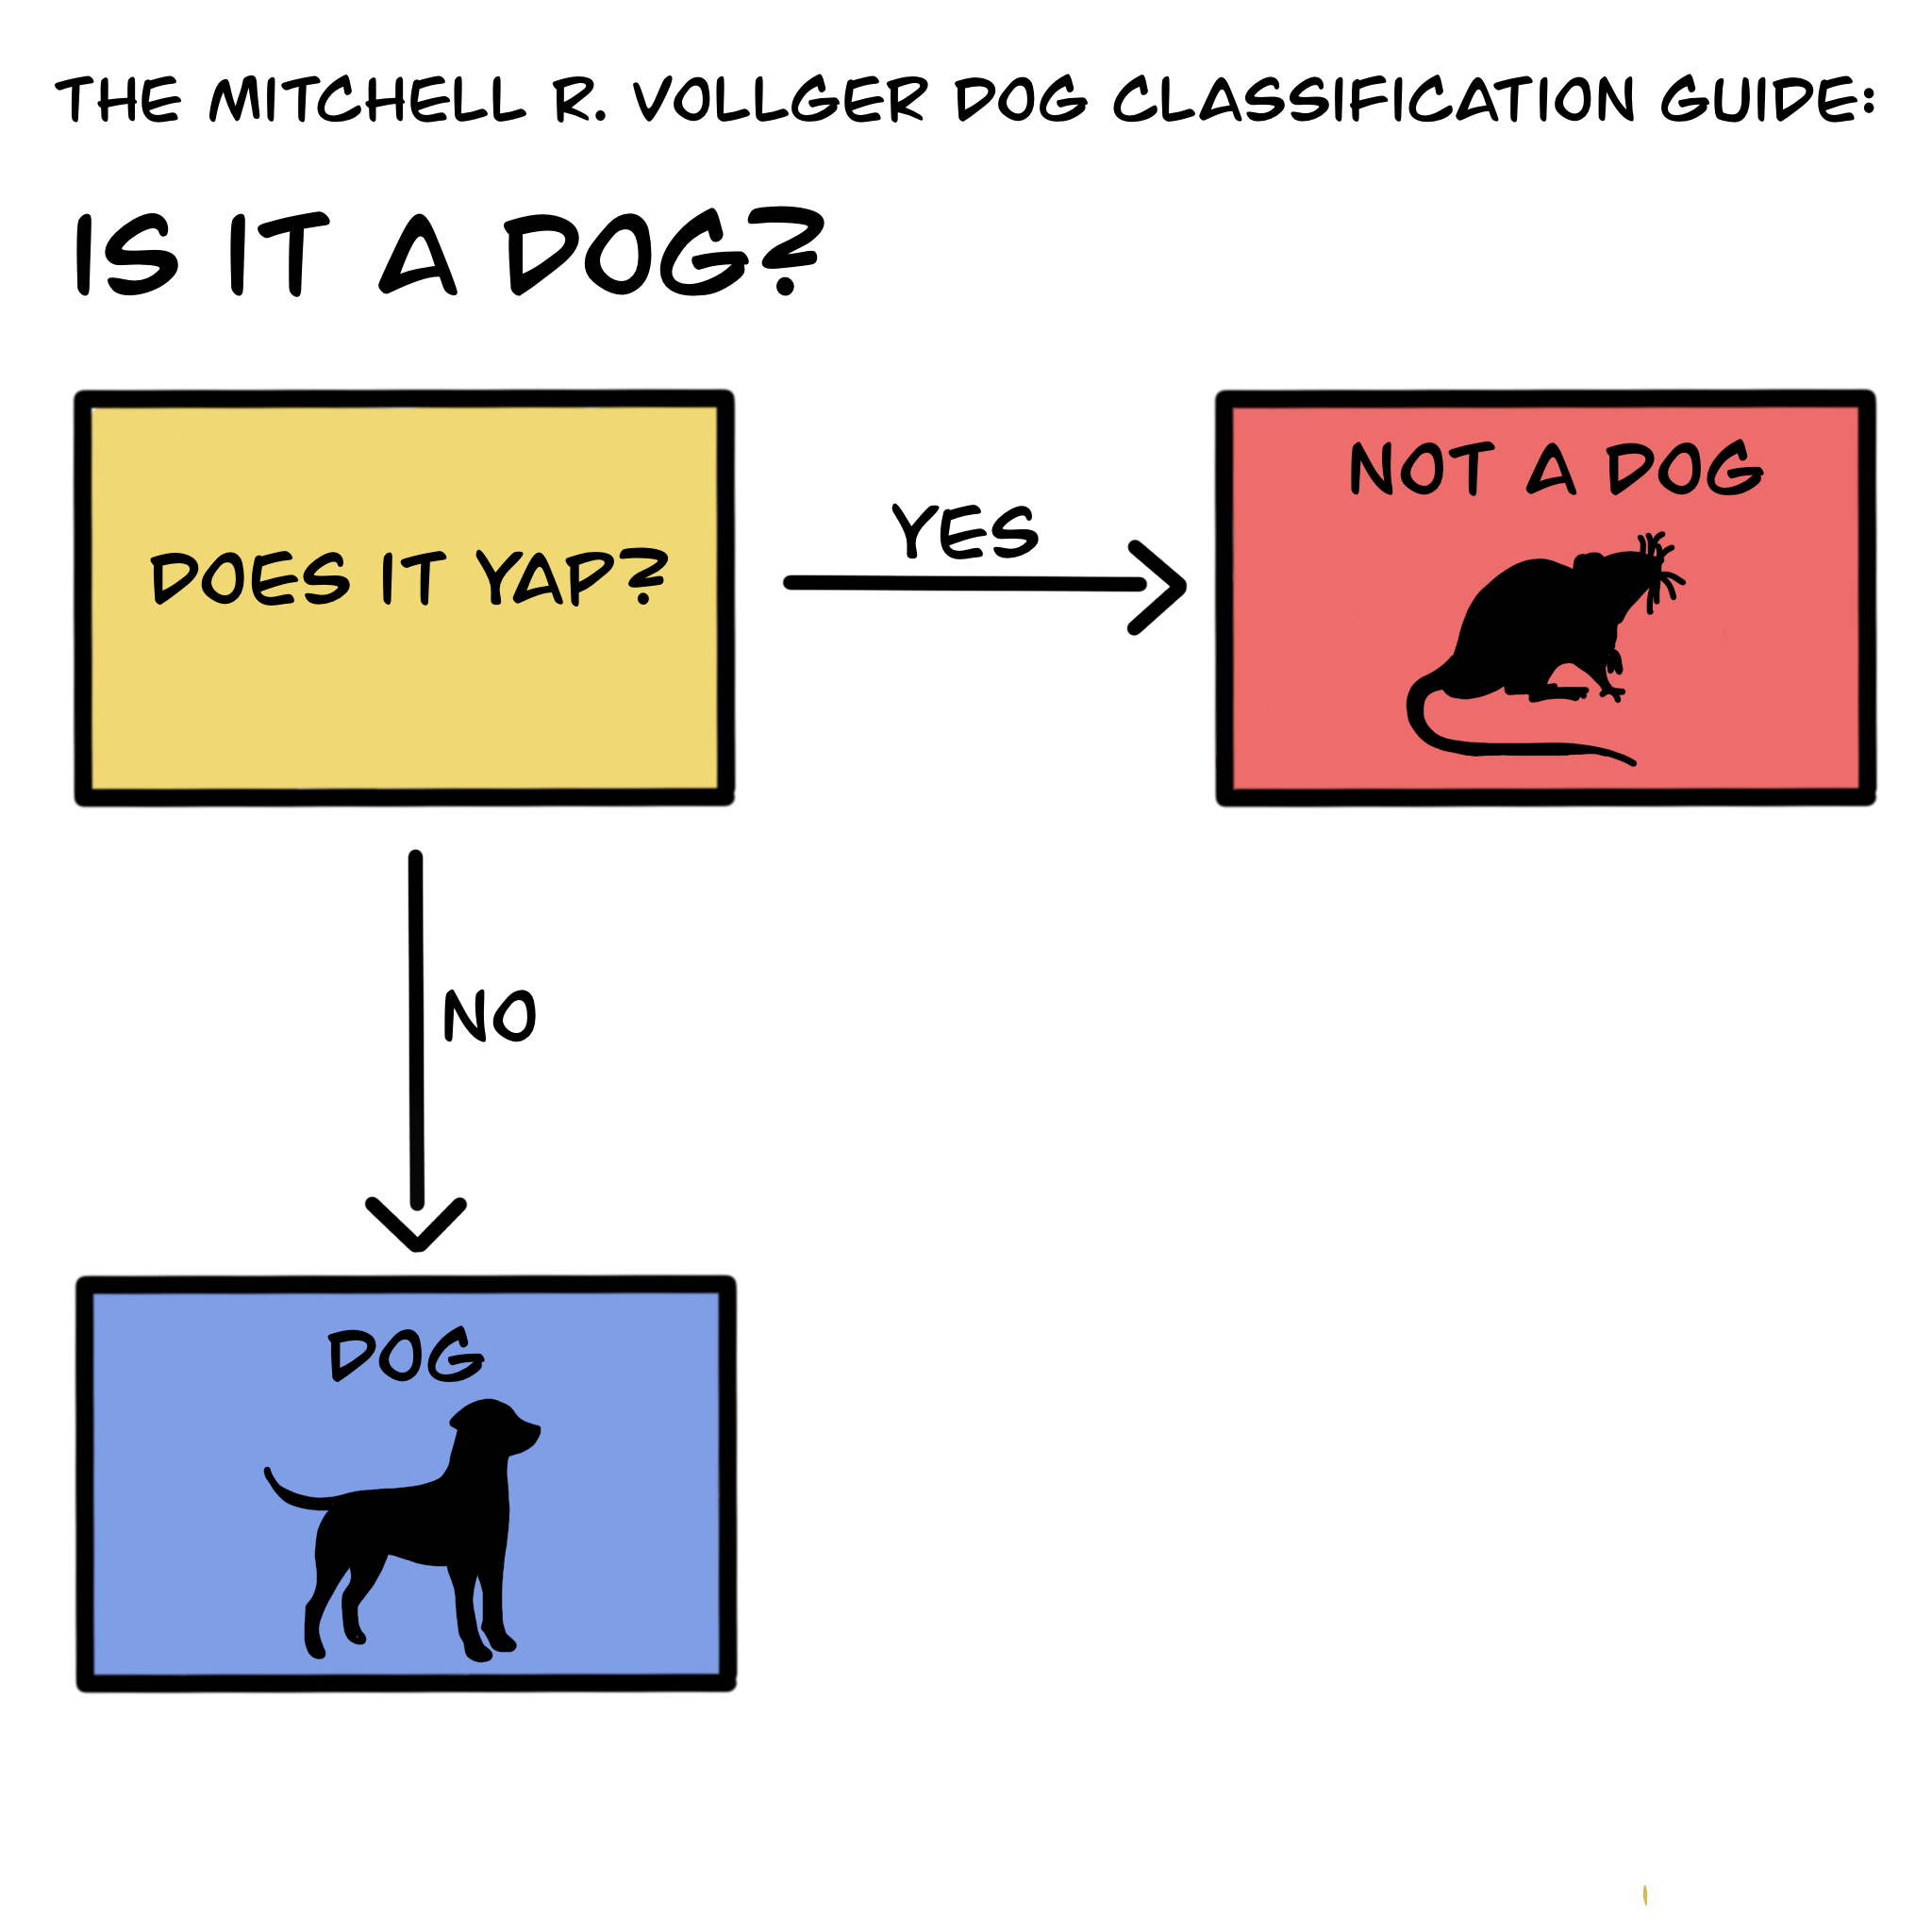 THE MITCHELL R. VOLLGER DOG CLASSIFICATION GUIDE:
IS IT A DOG?
DOES IT YAP?
YES
NOT A DOG
NO
DOG